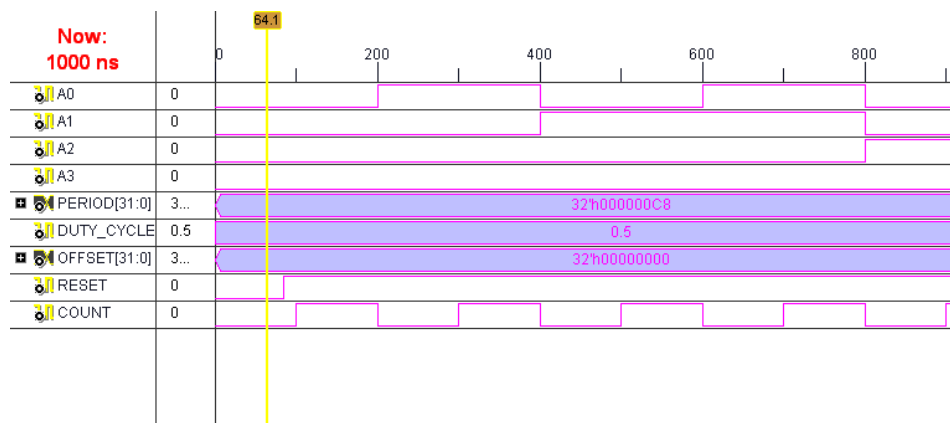 64.1
Now:
1000 ns
0 200 400 600 800
A0 0
A1 0
A2 0
A3 0
PERIOD[31:0] 3... 32'h000000C8
DUTY_CYCLE 0.5 0.5
OFFSET[31:0] 3... 32'h00000000
RESET 0
COUNT 0